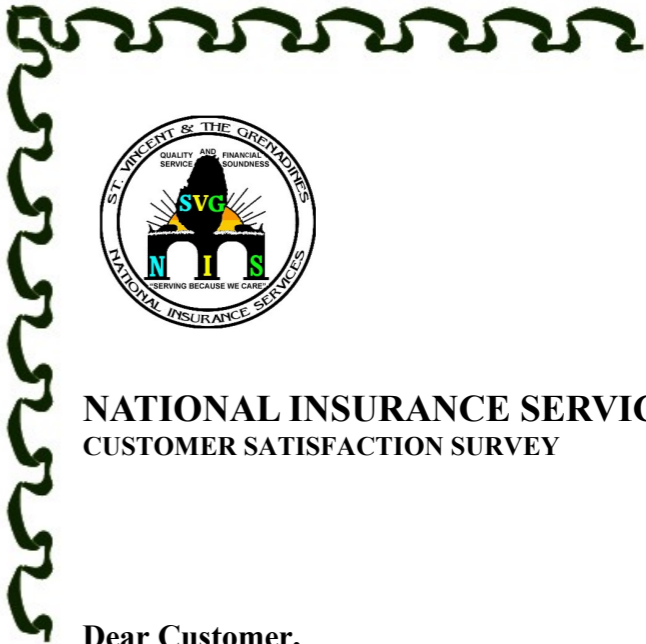 ST. VINCENT & THE GRENADINES
QUALITY AND FINANCIAL
SERVICE SOUNDNESS
SVG
N I S
"SERVING BECAUSE WE CARE"
NATIONAL INSURANCE SERVICES
NATIONAL INSURANCE SERVIC
CUSTOMER SATISFACTION SURVEY
Dear Customer,